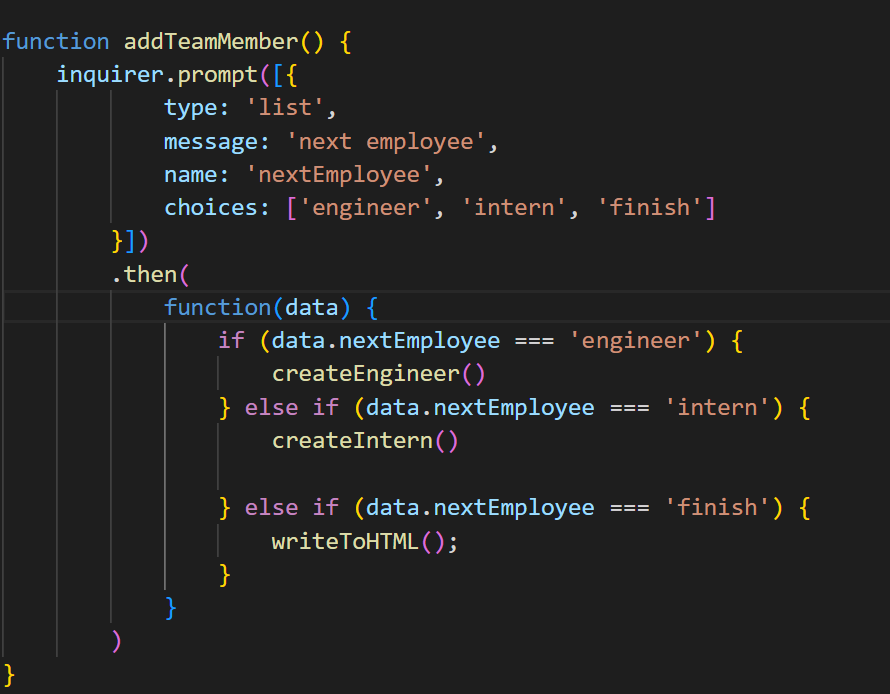 function addTeamMember() {
    inquirer.prompt([{
            type: 'list',
            message: 'next employee',
            name: 'nextEmployee',
            choices: ['engineer', 'intern', 'finish']
        }])
        .then(
            function(data) {
                if (data.nextEmployee === 'engineer') {
                    createEngineer()
                } else if (data.nextEmployee === 'intern') {
                    createIntern()

                } else if (data.nextEmployee === 'finish') {
                    writeToHTML();
                }
            }
        )
}